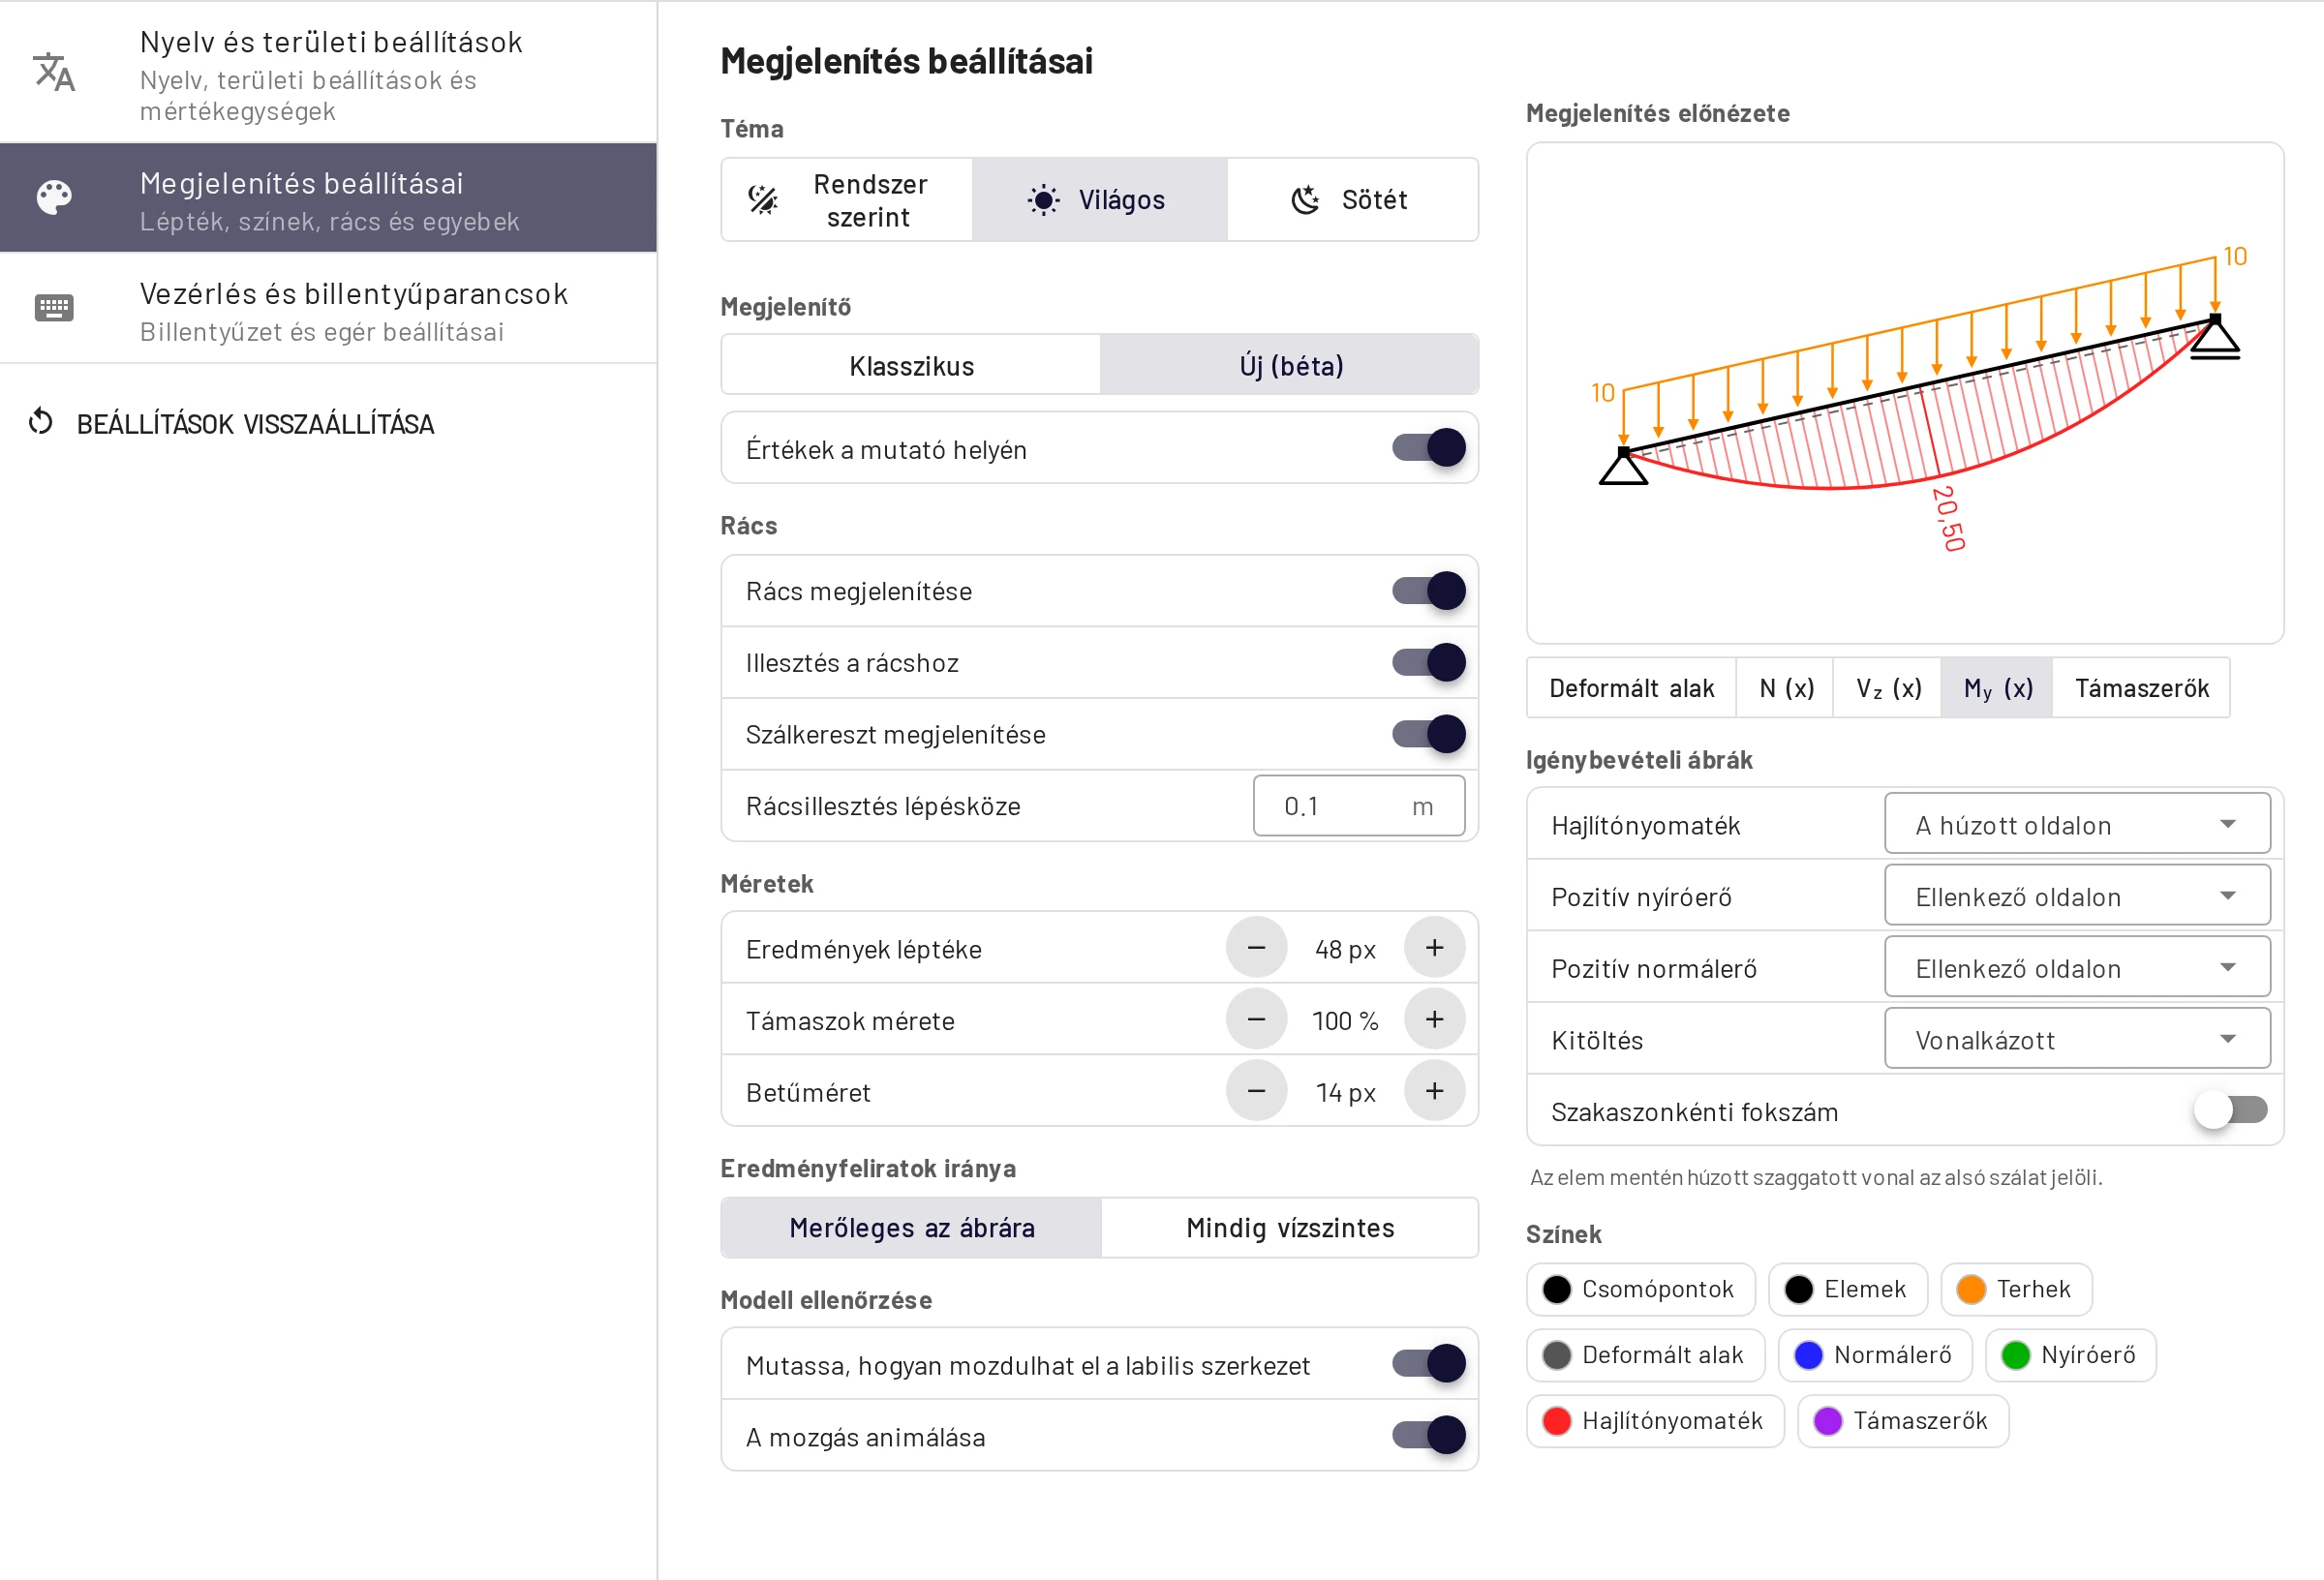 Nyelv és területi beállítások
Nyelv, területi beállítások és
mértékegységek
Megjelenítés beállításai
Lépték, színek, rács és egyebek
Vezérlés és billentyűparancsok
Billentyűzet és egér beállításai
BEÁLLÍTÁSOK VISSZAÁLLÍTÁSA
Megjelenítés beállításai
Téma
Rendszer
szerint
Világos
Sötét
Megjelenítő
Klasszikus
Új (béta)
Értékek a mutató helyén
Rács
Rács megjelenítése
Illesztés a rácshoz
Szálkereszt megjelenítése
Rácsillesztés lépésköze
0.1 m
Méretek
Eredmények léptéke
− 48 px +
Támaszok mérete
− 100 % +
Betűméret
− 14 px +
Eredményfeliratok iránya
Merőleges az ábrára
Mindig vízszintes
Modell ellenőrzése
Mutassa, hogyan mozdulhat el a labilis szerkezet
A mozgás animálása
Megjelenítés előnézete
10
10
20,50
Deformált alak
N (x)
Vz (x)
My (x)
Támaszerők
Igénybevételi ábrák
Hajlítónyomaték
A húzott oldalon
Pozitív nyíróerő
Ellenkező oldalon
Pozitív normálerő
Ellenkező oldalon
Kitöltés
Vonalkázott
Szakaszonkénti fokszám
Az elem mentén húzott szaggatott vonal az alsó szálat jelöli.
Színek
Csomópontok
Elemek
Terhek
Deformált alak
Normálerő
Nyíróerő
Hajlítónyomaték
Támaszerők